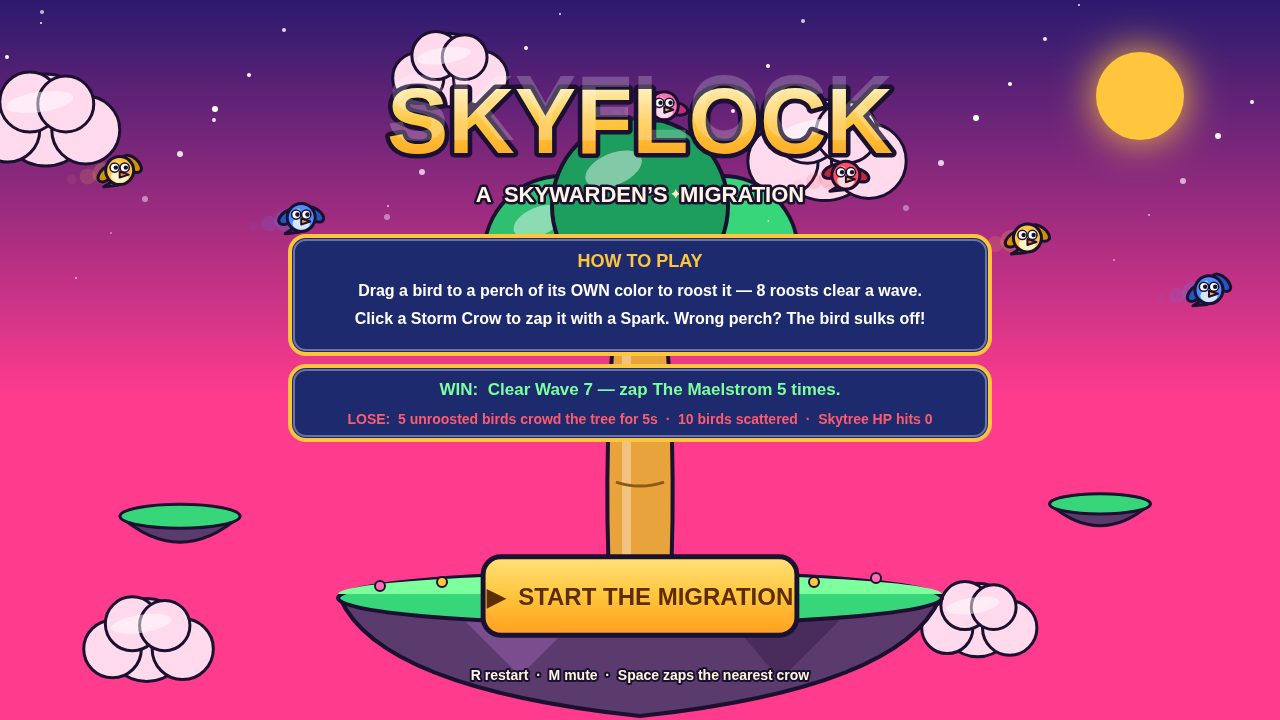 SKYFLOCK
A SKYWARDEN'S ✦ MIGRATION
HOW TO PLAY
Drag a bird to a perch of its OWN color to roost it — 8 roosts clear a wave.
Click a Storm Crow to zap it with a Spark. Wrong perch? The bird sulks off!
WIN: Clear Wave 7 — zap The Maelstrom 5 times.
LOSE: 5 unroosted birds crowd the tree for 5s · 10 birds scattered · Skytree HP hits 0
▶ START THE MIGRATION
R restart · M mute · Space zaps the nearest crow